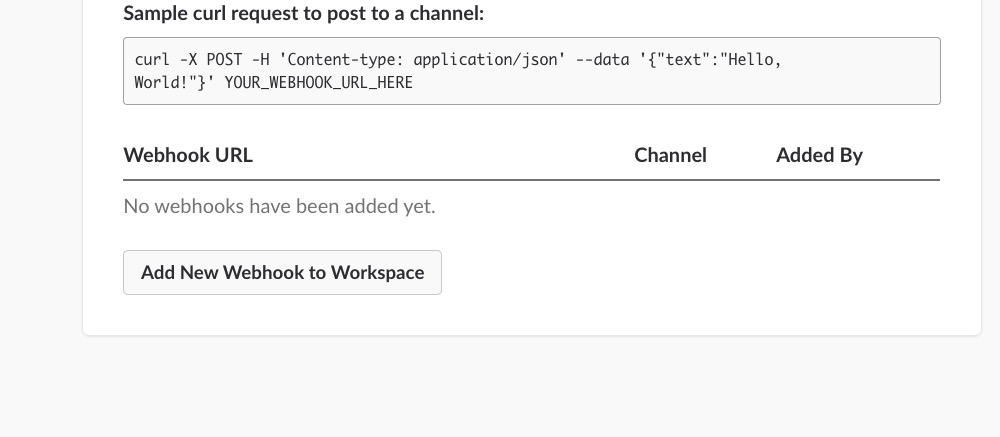 Sample curl request to post to a channel:
curl -X POST -H 'Content-type: application/json' --data '{"text":"Hello,
World!"}' YOUR_WEBHOOK_URL_HERE
Webhook URL Channel Added By
No webhooks have been added yet.
Add New Webhook to Workspace